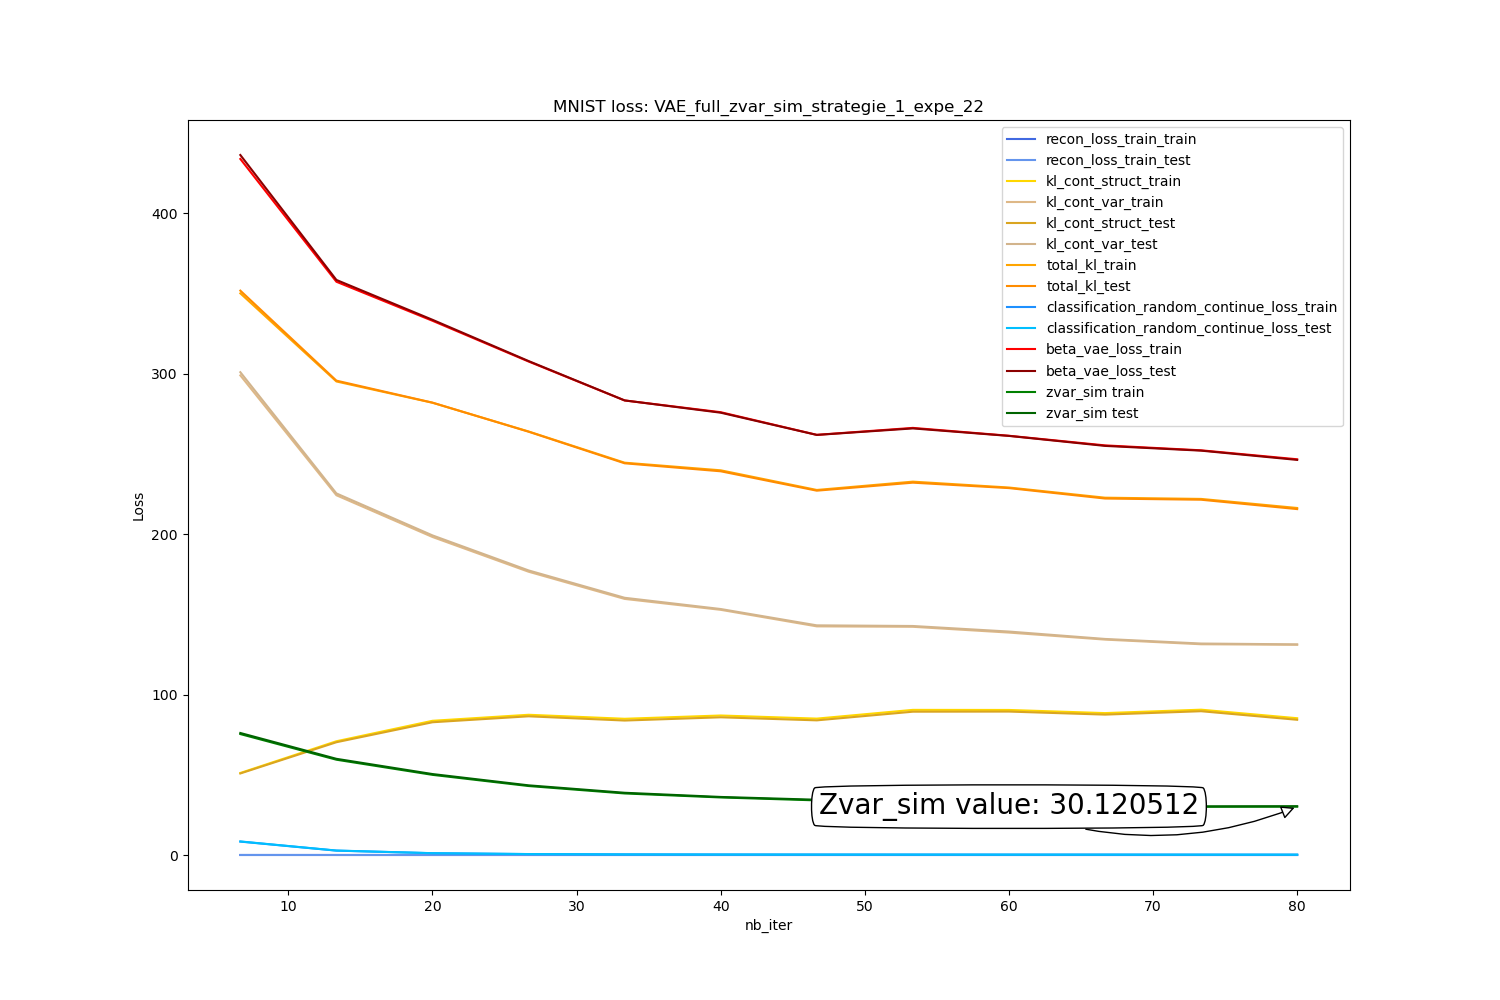 MNIST loss: VAE_full_zvar_sim_strategie_1_expe_22
recon_loss_train_train
recon_loss_train_test
kl_cont_struct_train
kl_cont_var_train
kl_cont_struct_test
kl_cont_var_test
total_kl_train
total_kl_test
classification_random_continue_loss_train
classification_random_continue_loss_test
beta_vae_loss_train
beta_vae_loss_test
zvar_sim train
zvar_sim test
400
300
200
100
0
Loss
Zvar_sim value: 30.120512
10 20 30 40 50 60 70 80
nb_iter